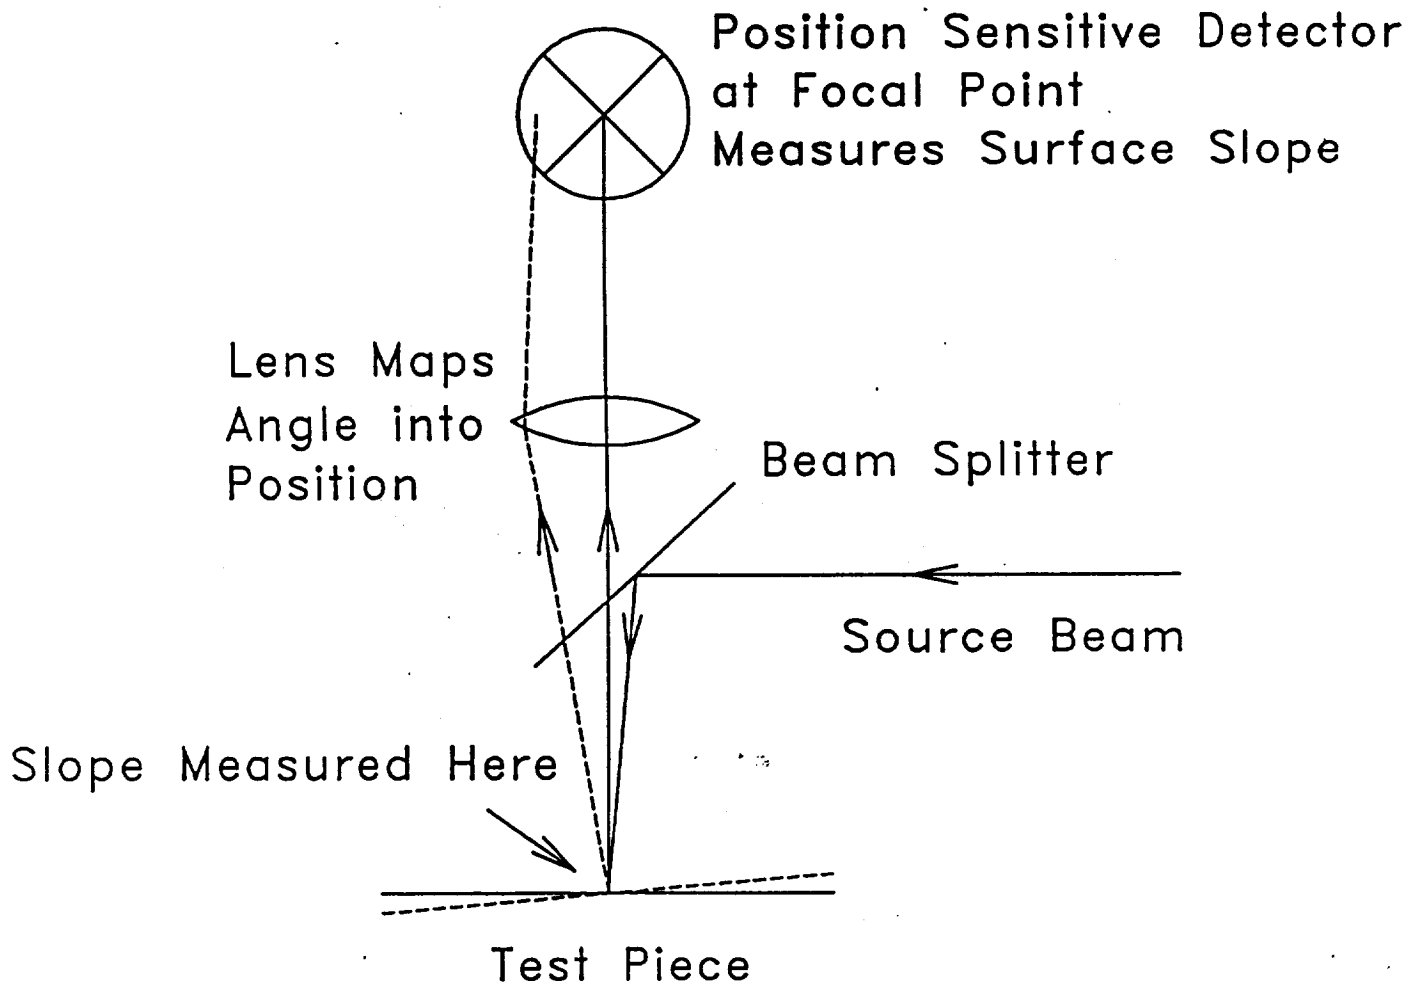 Position Sensitive Detector
at Focal Point
Measures Surface Slope
Lens Maps
Angle into
Position
Beam Splitter
Source Beam
Slope Measured Here
Test Piece